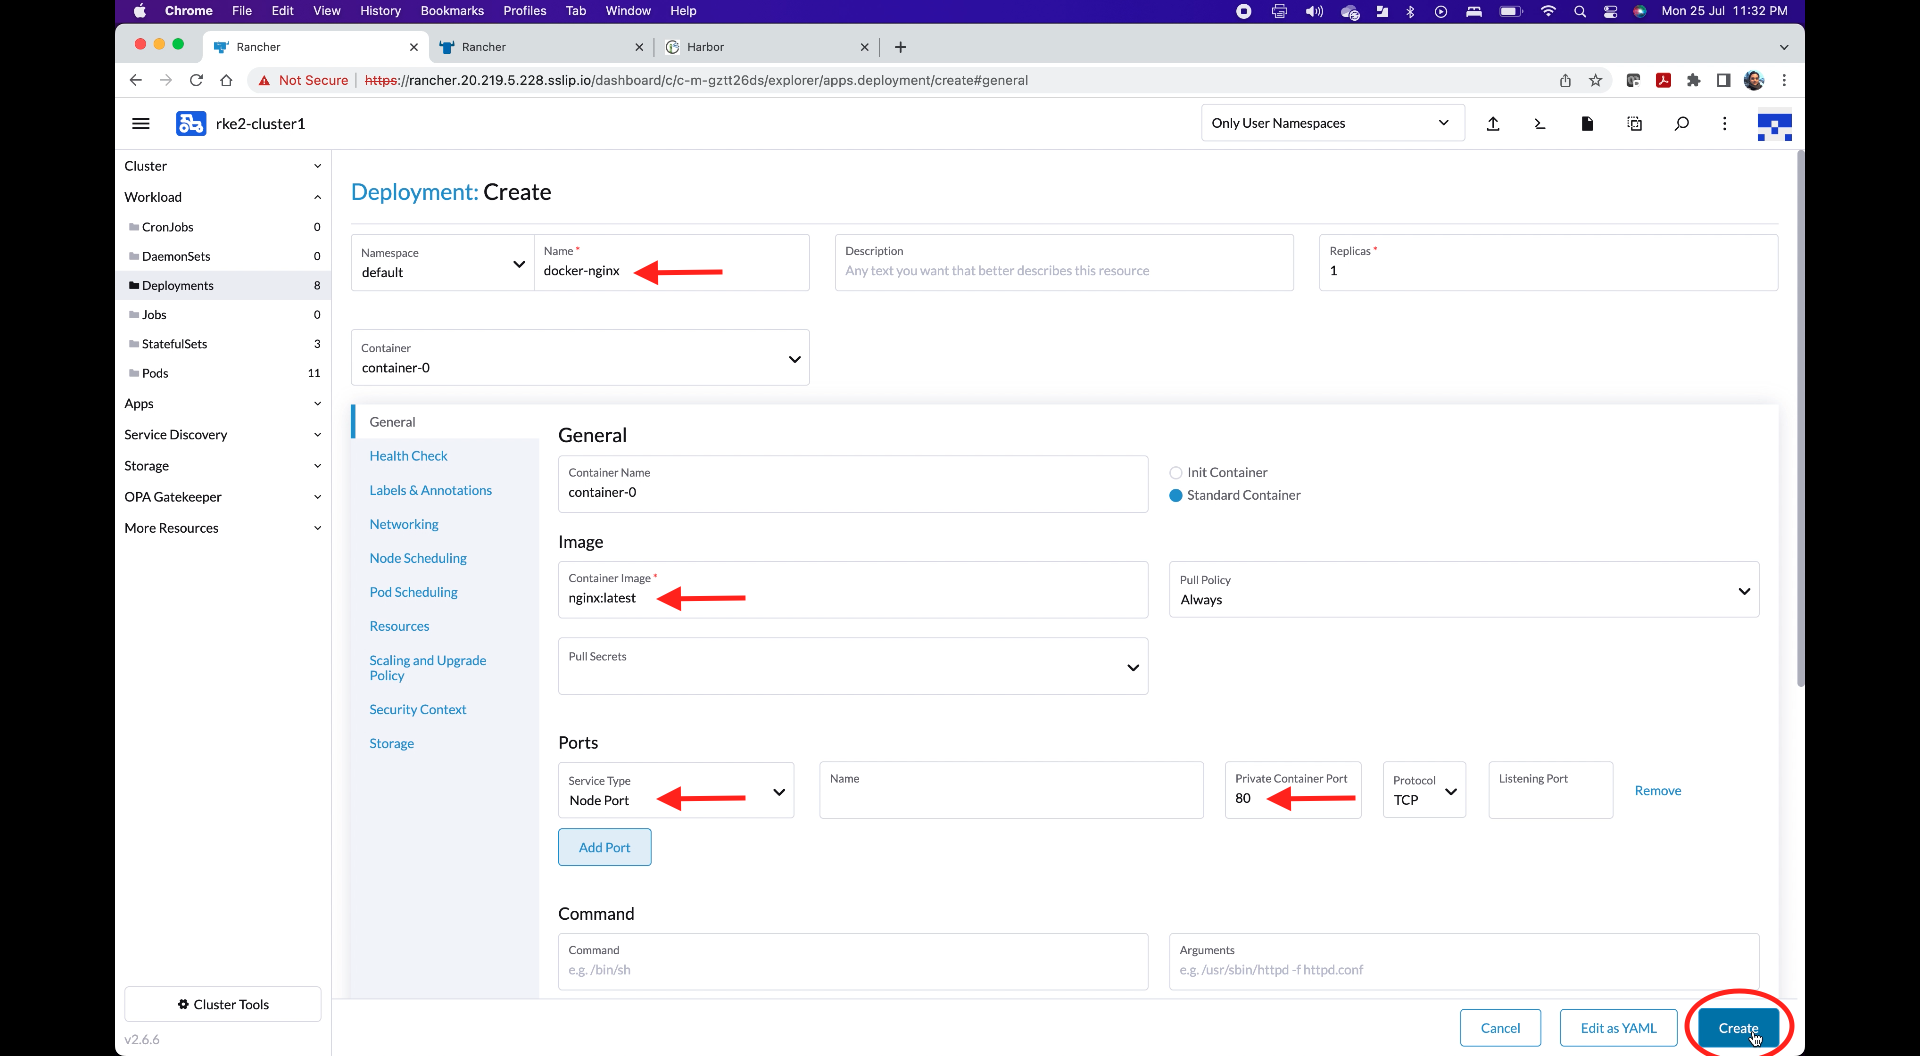 Chrome File Edit View History Bookmarks Profiles Tab Window Help Mon 25 Jul 11:32 PM
Rancher Rancher Harbor
Not Secure https://rancher.20.219.5.228.sslip.io/dashboard/c/c-m-gztt26ds/explorer/apps.deployment/create#general
rke2-cluster1 Only User Namespaces
Cluster
Workload
CronJobs 0
DaemonSets 0
Deployments 8
Jobs 0
StatefulSets 3
Pods 11
Apps
Service Discovery
Storage
OPA Gatekeeper
More Resources
Cluster Tools
v2.6.6
Deployment: Create
Namespace
default
Name *
docker-nginx
Description
Any text you want that better describes this resource
Replicas *
1
Container
container-0
General
Health Check
Labels & Annotations
Networking
Node Scheduling
Pod Scheduling
Resources
Scaling and Upgrade
Policy
Security Context
Storage
General
Container Name
container-0
Init Container
Standard Container
Image
Container Image *
nginx:latest
Pull Policy
Always
Pull Secrets
Ports
Service Type
Node Port
Name
Private Container Port
80
Protocol
TCP
Listening Port
Remove
Add Port
Command
Command
e.g. /bin/sh
Arguments
e.g. /usr/sbin/httpd -f httpd.conf
Cancel Edit as YAML Create